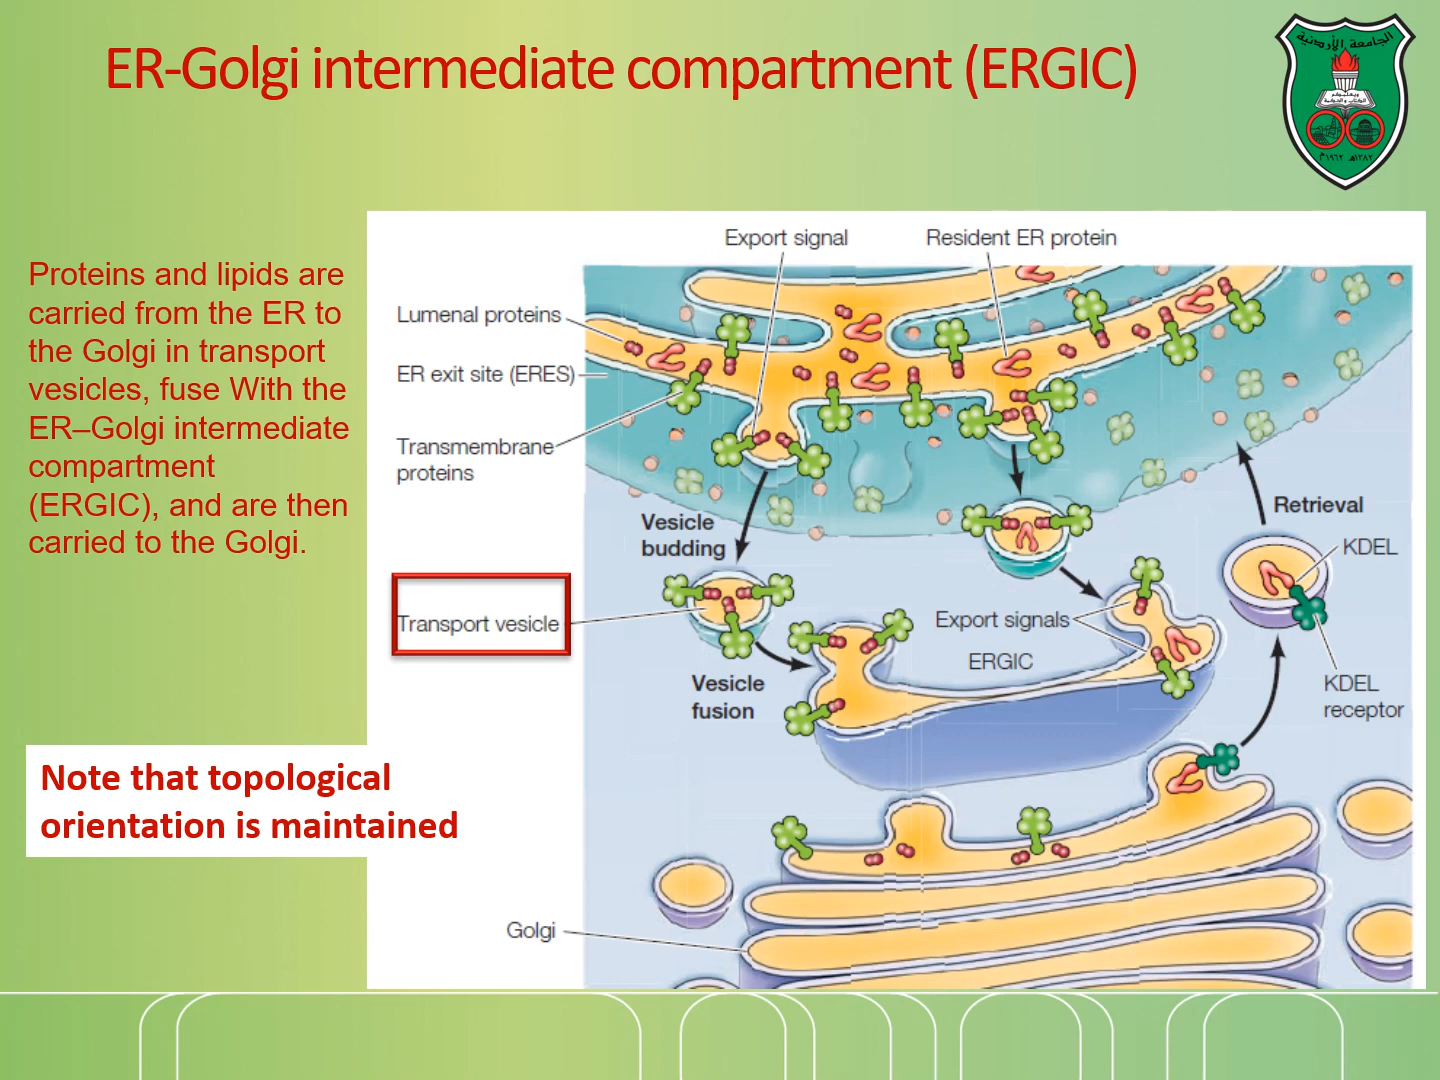 ER-Golgi intermediate compartment (ERGIC)
الجامعة الأردنية
Proteins and lipids are
carried from the ER to
the Golgi in transport
vesicles, fuse With the
ER–Golgi intermediate
compartment
(ERGIC), and are then
carried to the Golgi.
Note that topological
orientation is maintained
Export signal
Resident ER protein
Lumenal proteins
ER exit site (ERES)
Transmembrane
proteins
Vesicle
budding
Transport vesicle
Vesicle
fusion
Export signals
ERGIC
Retrieval
KDEL
KDEL
receptor
Golgi